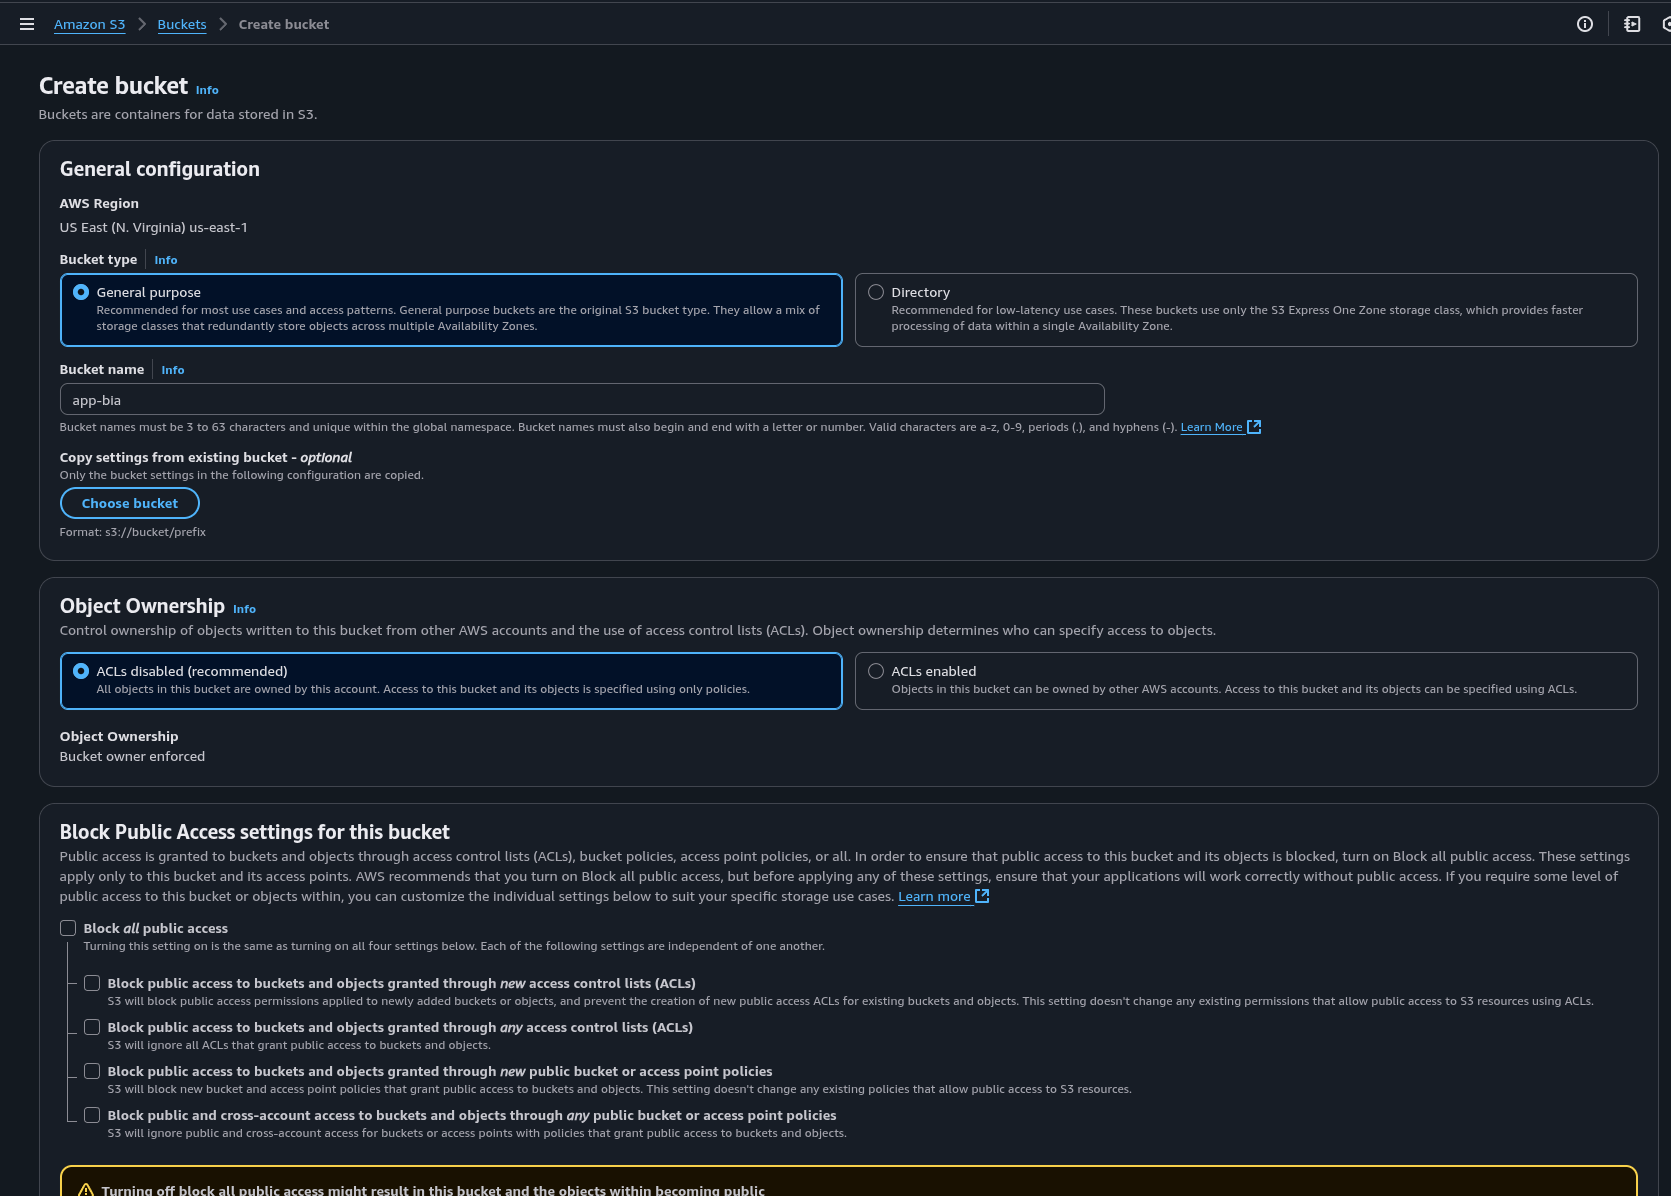 Amazon S3 > Buckets > Create bucket
Create bucket Info
Buckets are containers for data stored in S3.
General configuration
AWS Region
US East (N. Virginia) us-east-1
Bucket type Info
General purpose
Recommended for most use cases and access patterns. General purpose buckets are the original S3 bucket type. They allow a mix of
storage classes that redundantly store objects across multiple Availability Zones.
Directory
Recommended for low-latency use cases. These buckets use only the S3 Express One Zone storage class, which provides faster
processing of data within a single Availability Zone.
Bucket name Info
app-bia
Bucket names must be 3 to 63 characters and unique within the global namespace. Bucket names must also begin and end with a letter or number. Valid characters are a-z, 0-9, periods (.), and hyphens (-). Learn More
Copy settings from existing bucket - optional
Only the bucket settings in the following configuration are copied.
Choose bucket
Format: s3://bucket/prefix
Object Ownership Info
Control ownership of objects written to this bucket from other AWS accounts and the use of access control lists (ACLs). Object ownership determines who can specify access to objects.
ACLs disabled (recommended)
All objects in this bucket are owned by this account. Access to this bucket and its objects is specified using only policies.
ACLs enabled
Objects in this bucket can be owned by other AWS accounts. Access to this bucket and its objects can be specified using ACLs.
Object Ownership
Bucket owner enforced
Block Public Access settings for this bucket
Public access is granted to buckets and objects through access control lists (ACLs), bucket policies, access point policies, or all. In order to ensure that public access to this bucket and its objects is blocked, turn on Block all public access. These settings
apply only to this bucket and its access points. AWS recommends that you turn on Block all public access, but before applying any of these settings, ensure that your applications will work correctly without public access. If you require some level of
public access to this bucket or objects within, you can customize the individual settings below to suit your specific storage use cases. Learn more
Block all public access
Turning this setting on is the same as turning on all four settings below. Each of the following settings are independent of one another.
Block public access to buckets and objects granted through new access control lists (ACLs)
S3 will block public access permissions applied to newly added buckets or objects, and prevent the creation of new public access ACLs for existing buckets and objects. This setting doesn't change any existing permissions that allow public access to S3 resources using ACLs.
Block public access to buckets and objects granted through any access control lists (ACLs)
S3 will ignore all ACLs that grant public access to buckets and objects.
Block public access to buckets and objects granted through new public bucket or access point policies
S3 will block new bucket and access point policies that grant public access to buckets and objects. This setting doesn't change any existing policies that allow public access to S3 resources.
Block public and cross-account access to buckets and objects through any public bucket or access point policies
S3 will ignore public and cross-account access for buckets or access points with policies that grant public access to buckets and objects.
Turning off block all public access might result in this bucket and the objects within becoming public